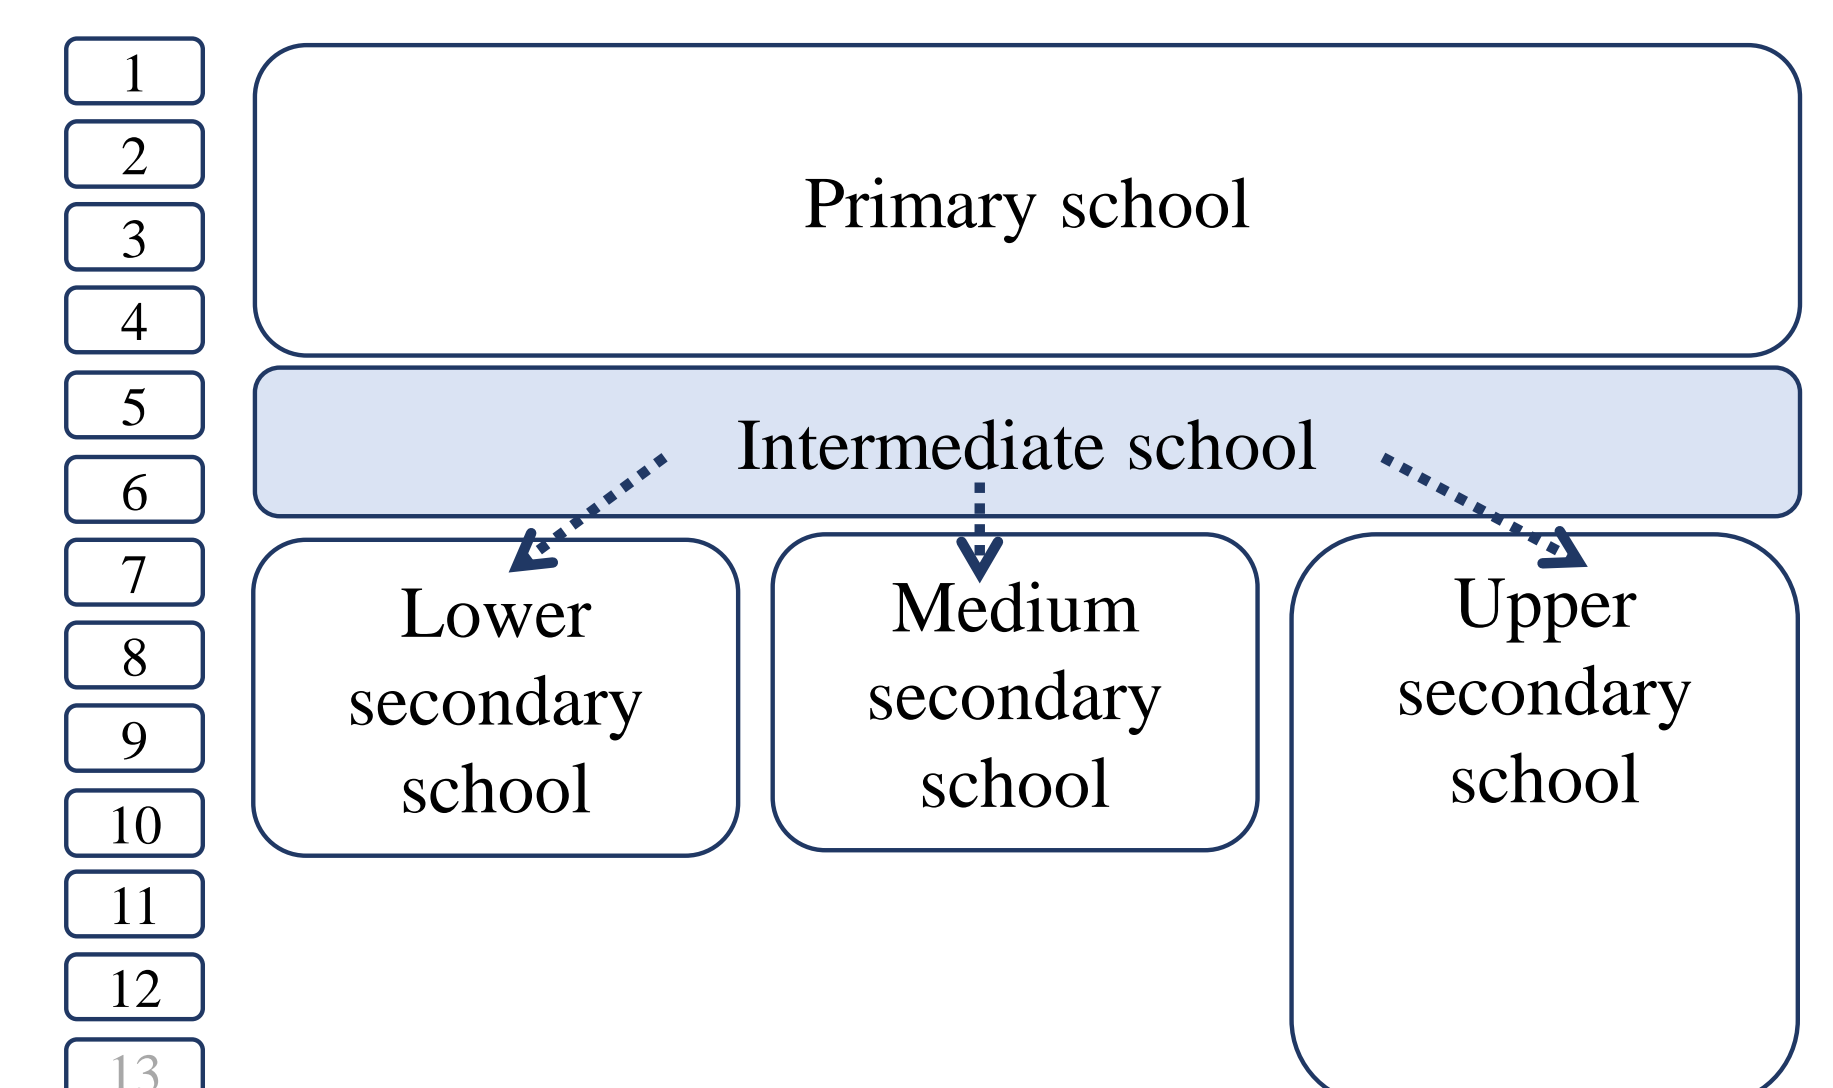 1
2
3
4
5
6
7
8
9
10
11
12
13
Primary school
Intermediate school
Lower
secondary
school
Medium
secondary
school
Upper
secondary
school